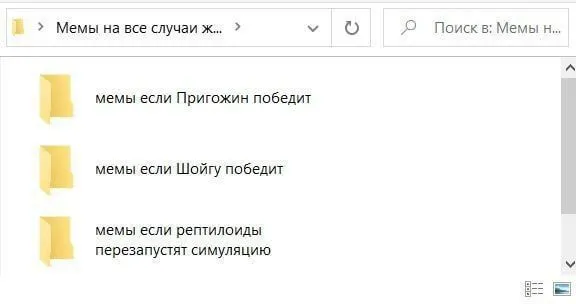 Мемы на все случаи ж...
Поиск в: Мемы н...
мемы если Пригожин победит
мемы если Шойгу победит
мемы если рептилоиды
перезапустят симуляцию